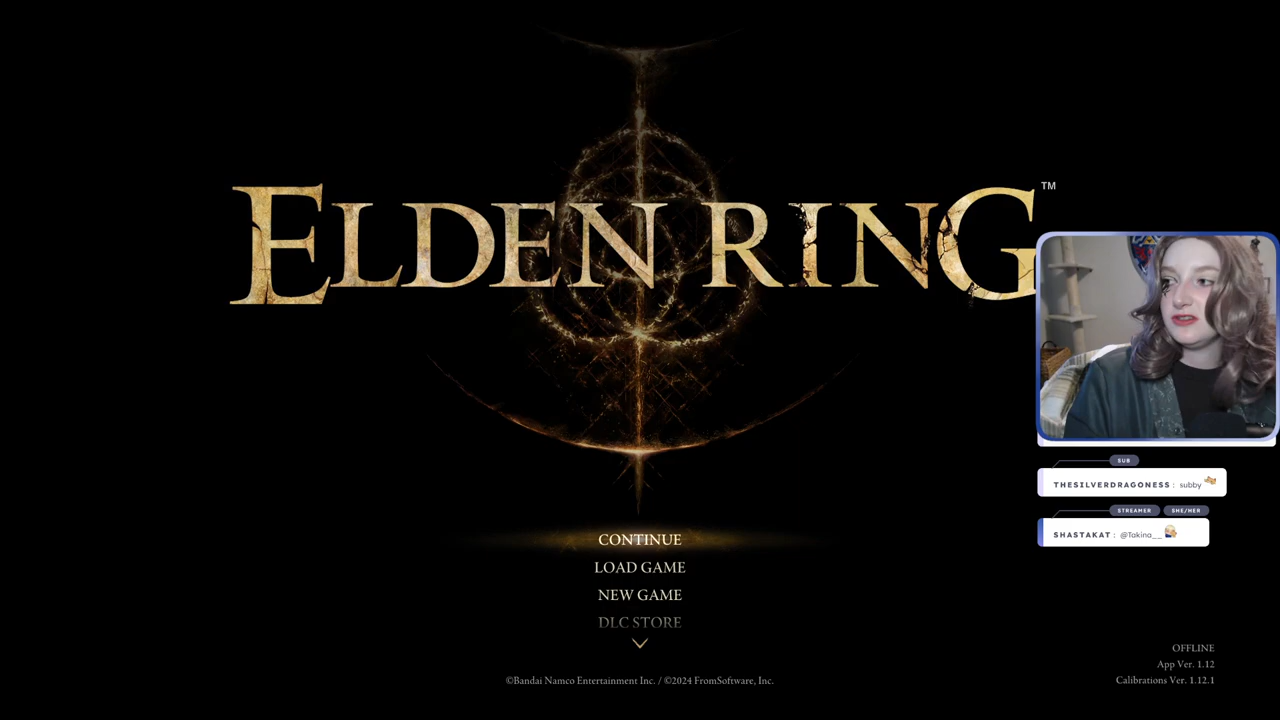 ELDEN RING™
SUB
THESILVERDRAGONESS : subby
STREAMER SHE/HER
SHASTAKAT : @Takina__
CONTINUE
LOAD GAME
NEW GAME
DLC STORE
OFFLINE
App Ver. 1.12
Calibrations Ver. 1.12.1
©Bandai Namco Entertainment Inc. / ©2024 FromSoftware, Inc.